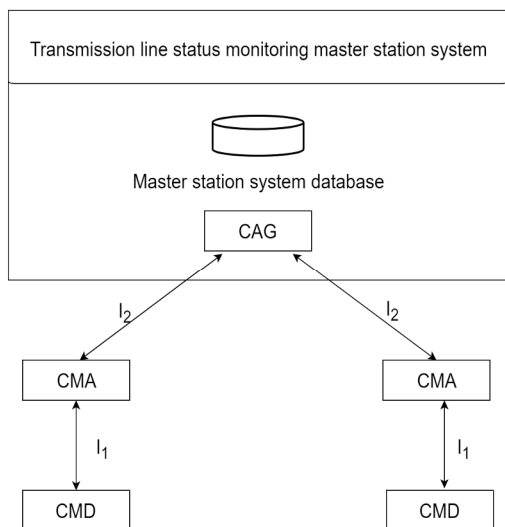 Transmission line status monitoring master station system
Master station system database
CAG
I₂
I₂
CMA
CMA
I₁
I₁
CMD
CMD